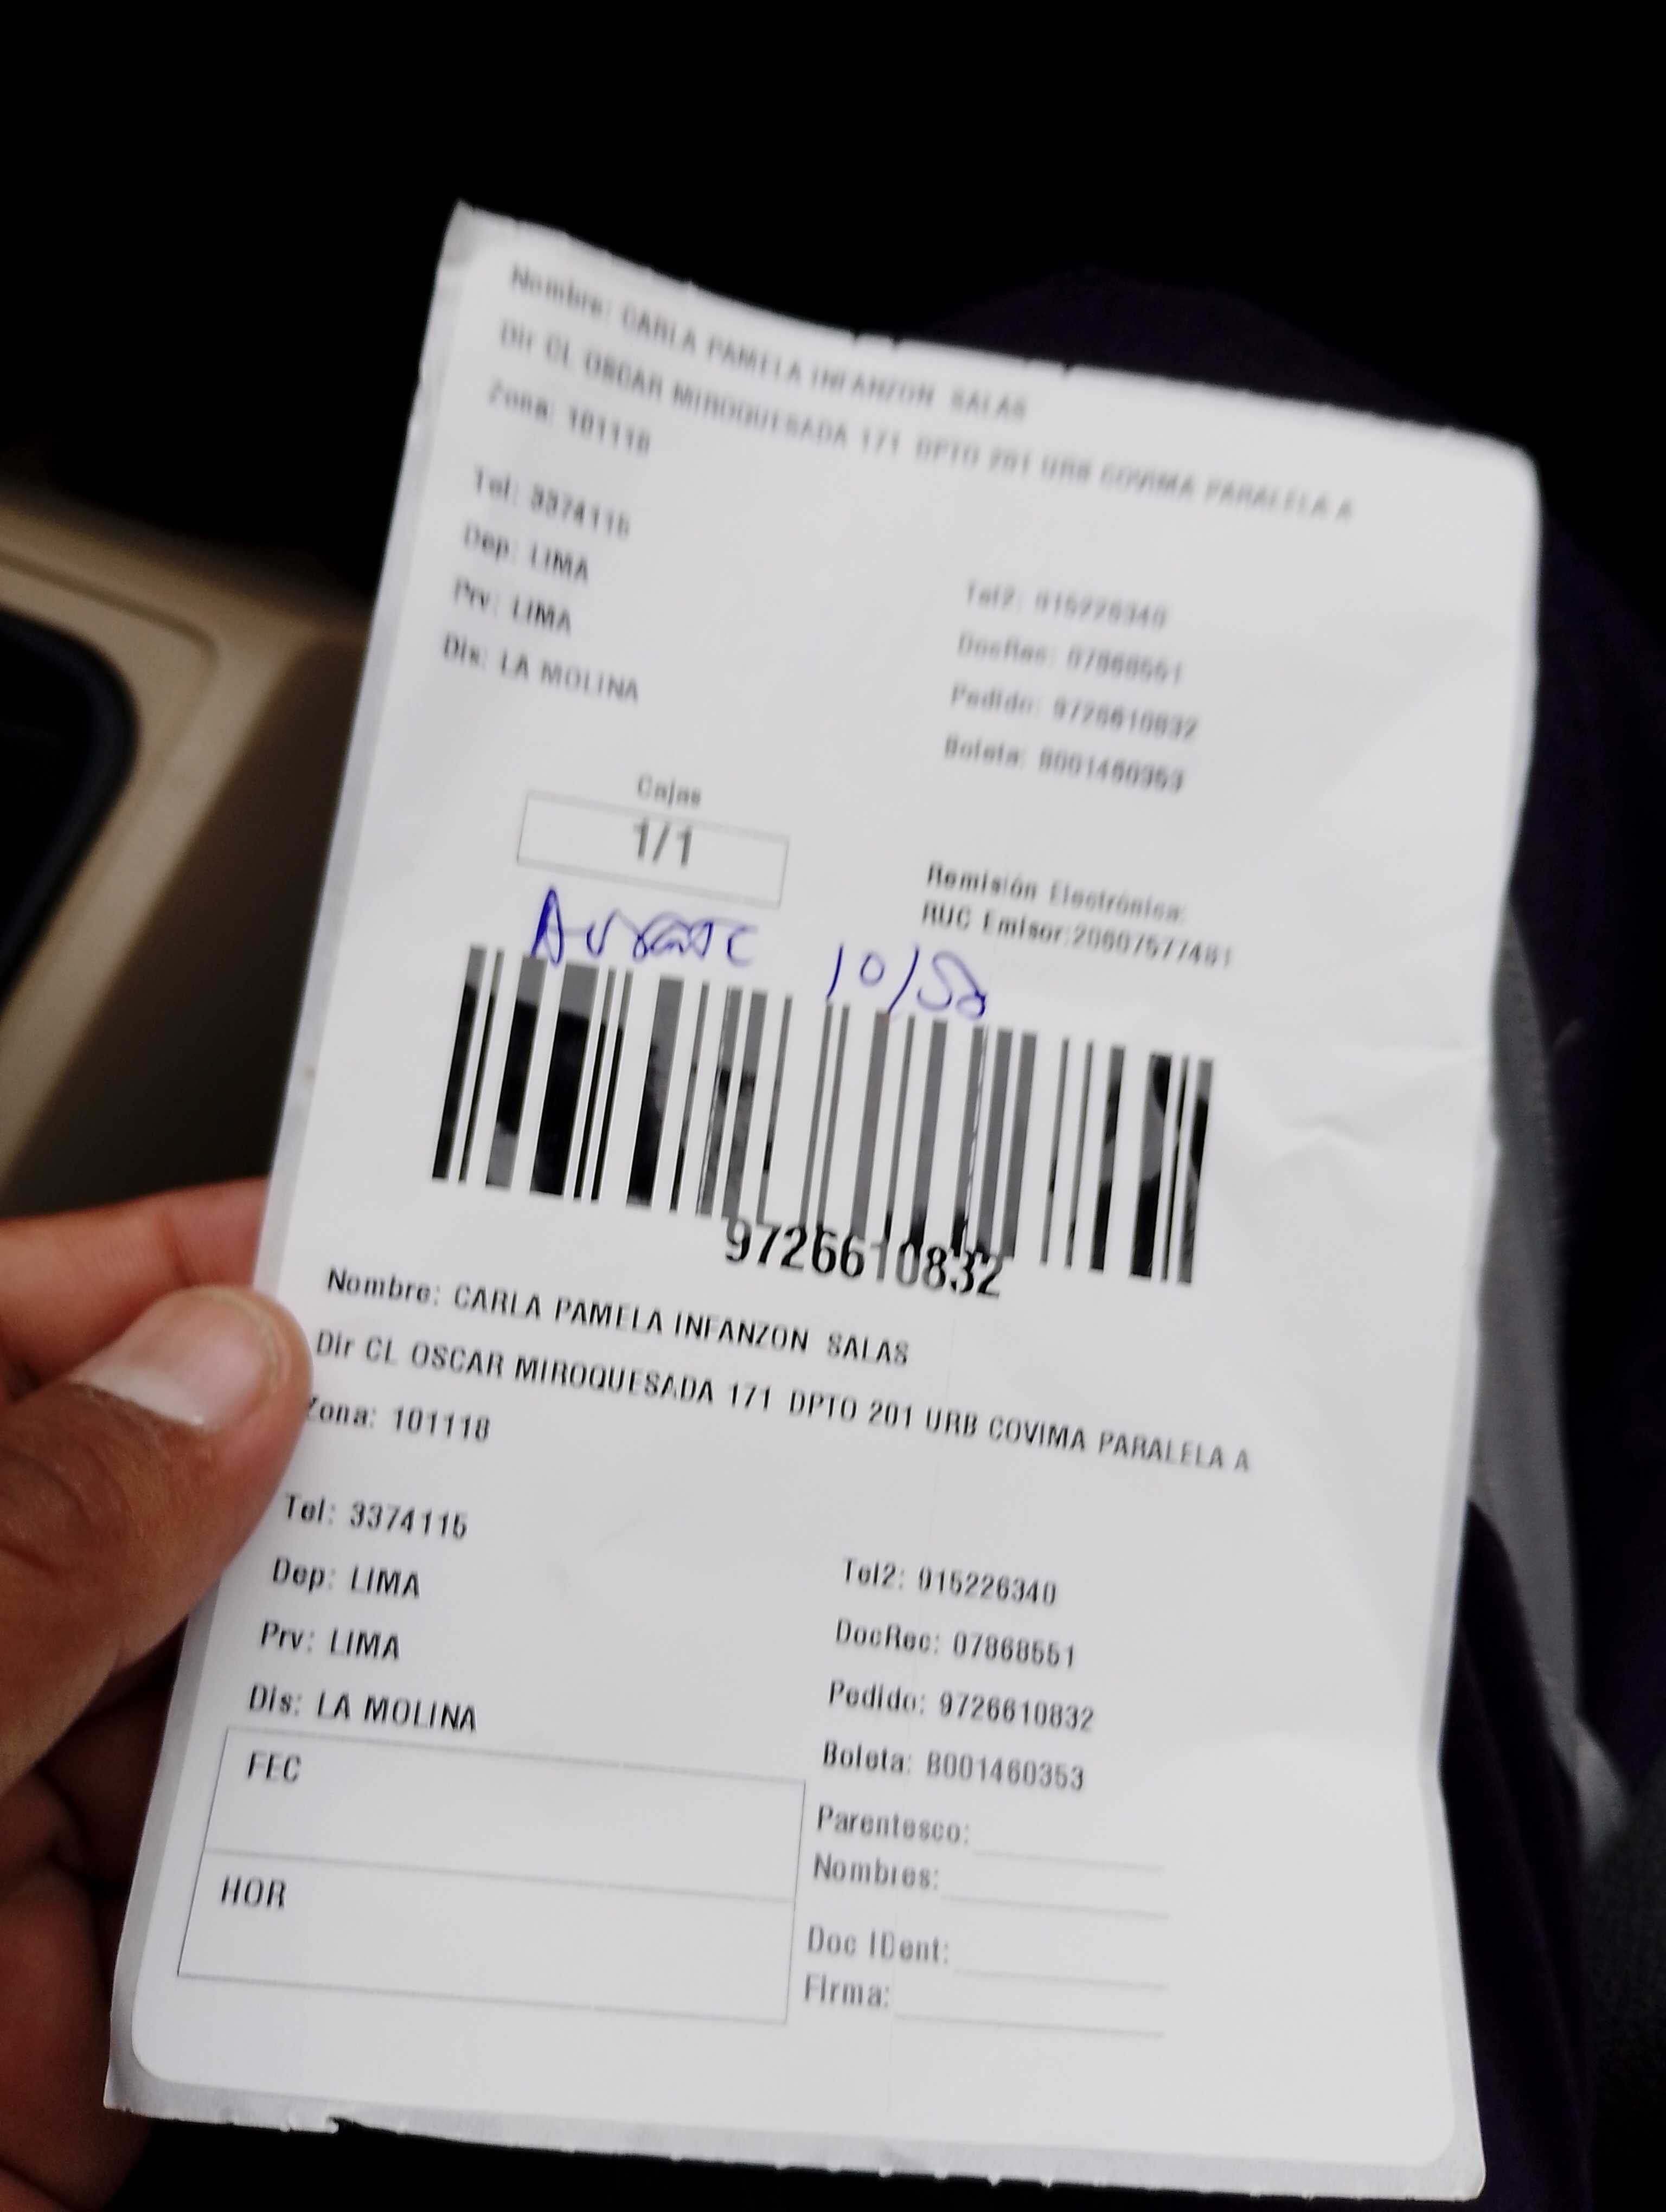 Nombre: CARLA PAMELA INFANZON SALAS
Dir CL OSCAR MIROQUESADA 171 DPTO 201 URB COVIMA PARALELA A
Zona: 101118
Tel: 3374115
Dep: LIMA
Prv: LIMA
Dis: LA MOLINA
Tel2: 915226340
DocRec: 07868551
Pedido: 9726610832
Boleta: B001460353
Cajas
1/1
Remisión Electrónica:
RUC Emisor:20607577481
10/
9726610832
Nombre: CARLA PAMELA INFANZON SALAS
Dir CL OSCAR MIROQUESADA 171 DPTO 201 URB COVIMA PARALELA A
Zona: 101118
Tel: 3374115
Dep: LIMA
Prv: LIMA
Dis: LA MOLINA
Tel2: 915226340
DocRec: 07868551
Pedido: 9726610832
Boleta: B001460353
FEC
HOR
Parentesco:
Nombres:
Doc IDent:
Firma: